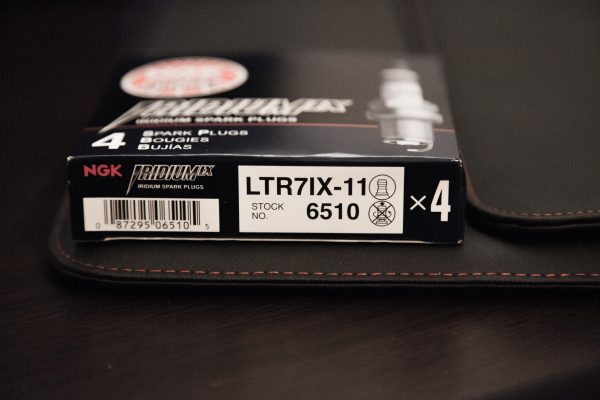 IRIDIUM IX
IRIDIUM SPARK PLUGS
4 SPARK PLUGS
BOUGIES
BUJÍAS
NGK IRIDIUM IX
IRIDIUM SPARK PLUGS
LTR7IX-11
STOCK NO. 6510
×4
0 87295 06510 5